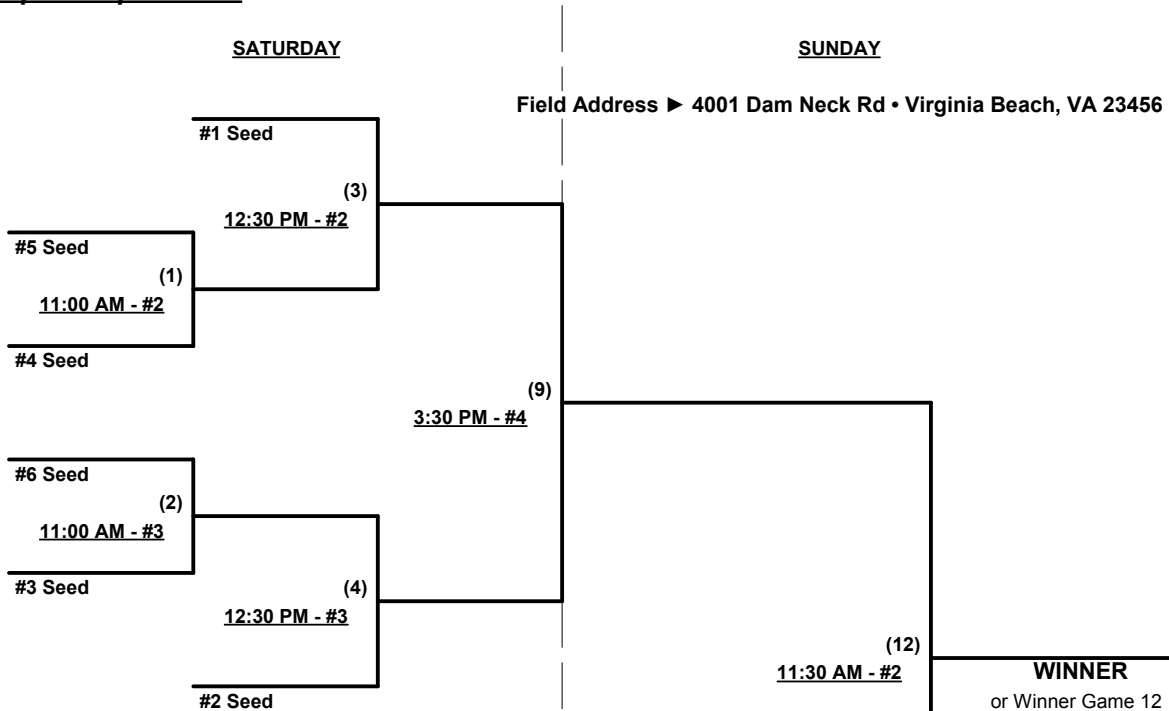 SATURDAY
SUNDAY
Field Address ► 4001 Dam Neck Rd • Virginia Beach, VA 23456
#1 Seed
(3)
12:30 PM - #2
#5 Seed
(1)
11:00 AM - #2
#4 Seed
(9)
3:30 PM - #4
#6 Seed
(2)
11:00 AM - #3
#3 Seed
(4)
12:30 PM - #3
(12)
11:30 AM - #2
WINNER
#2 Seed
or Winner Game 12